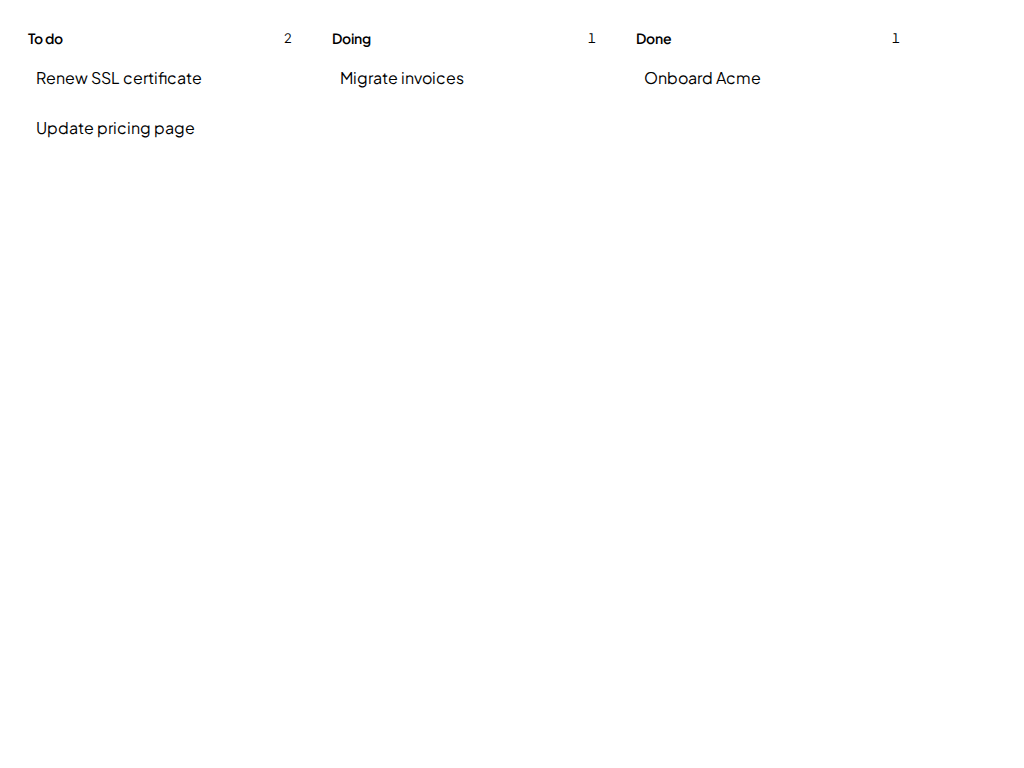 To do 2
Renew SSL certificate
Update pricing page
Doing 1
Migrate invoices
Done 1
Onboard Acme